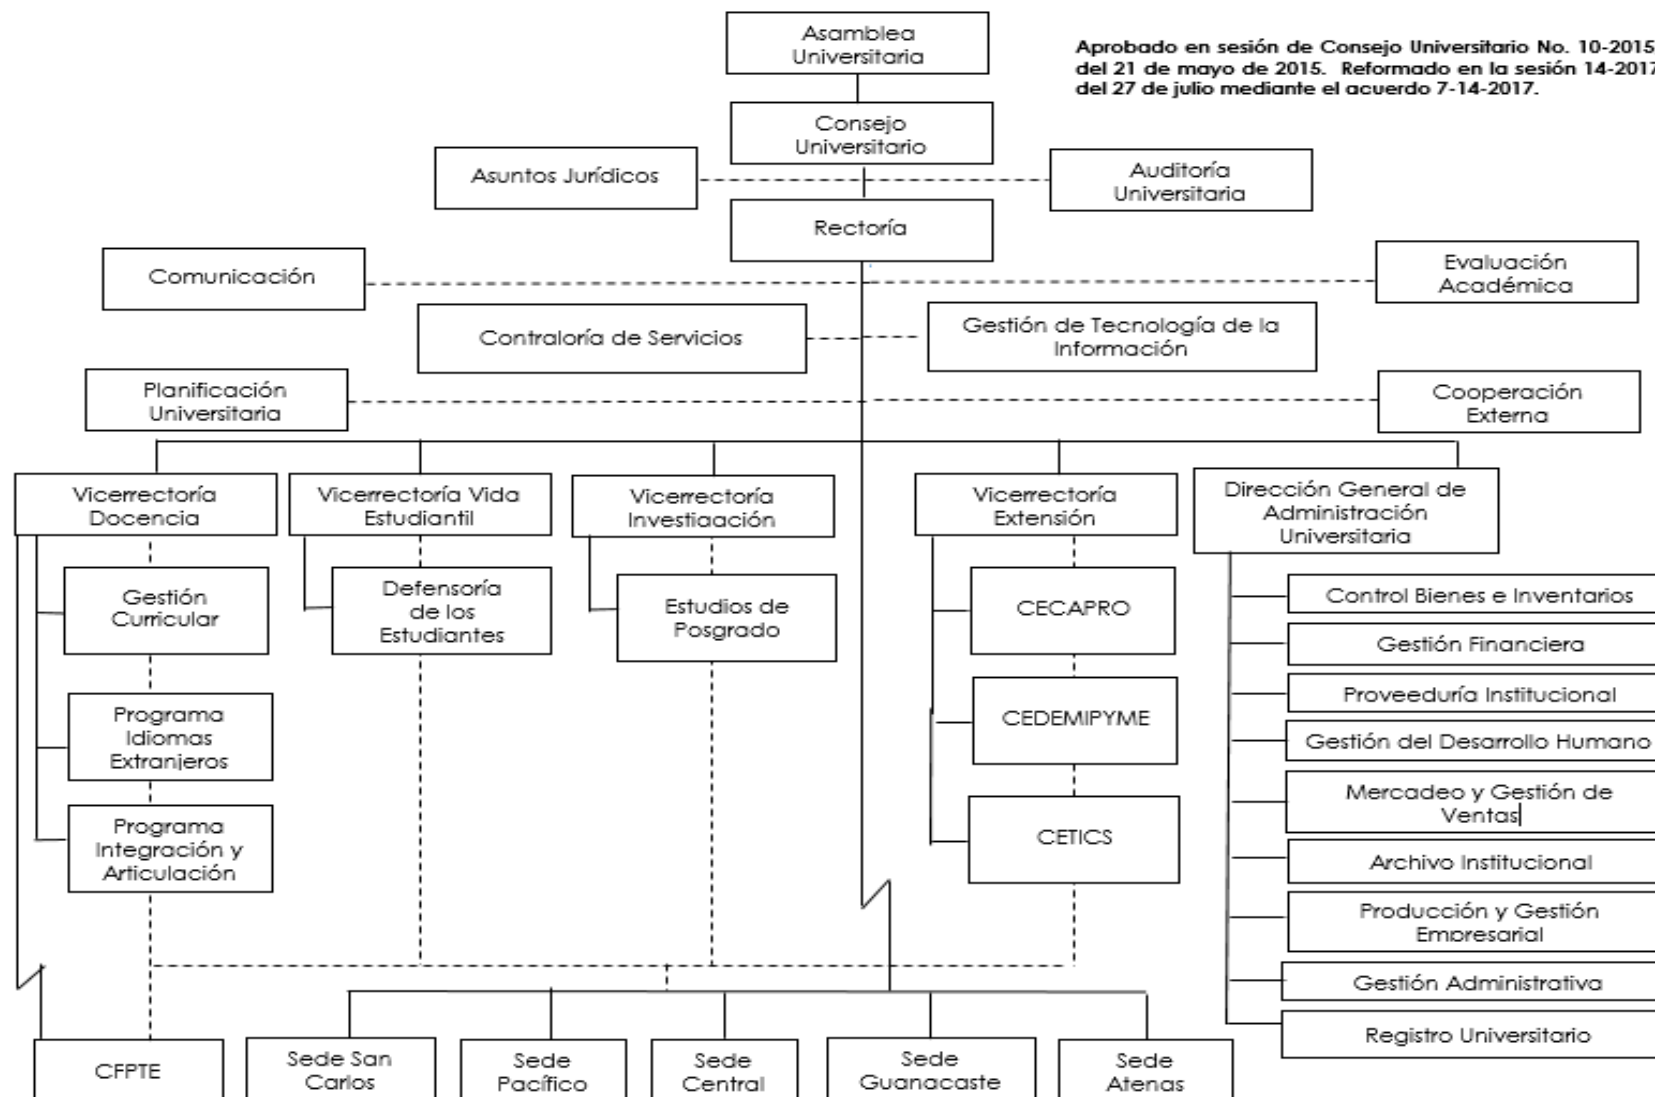 Asamblea
Universitaria
Aprobado en sesión de Consejo Universitario No. 10-2015
del 21 de mayo de 2015. Reformado en la sesión 14-2017
del 27 de julio mediante el acuerdo 7-14-2017.
Consejo
Universitario
Asuntos Jurídicos
Auditoría
Universitaria
Rectoría
Comunicación
Evaluación
Académica
Contraloría de Servicios
Gestión de Tecnología de la
Información
Planificación
Universitaria
Cooperación
Externa
Vicerrectoría
Docencia
Vicerrectoría Vida
Estudiantil
Vicerrectoría
Investigación
Vicerrectoría
Extensión
Dirección General de
Administración
Universitaria
Gestión
Curricular
Defensoría
de los
Estudiantes
Estudios de
Posgrado
CECAPRO
Control Bienes e Inventarios
Gestión Financiera
Proveeduría Institucional
Programa
Idiomas
Extranjeros
CEDEMIPYME
Gestión del Desarrollo Humano
Mercadeo y Gestión de
Ventas
Programa
Integración y
Articulación
CETICS
Archivo Institucional
Producción y Gestión
Empresarial
Gestión Administrativa
Registro Universitario
CFPTE
Sede San
Carlos
Sede
Pacífico
Sede
Central
Sede
Guanacaste
Sede
Atenas